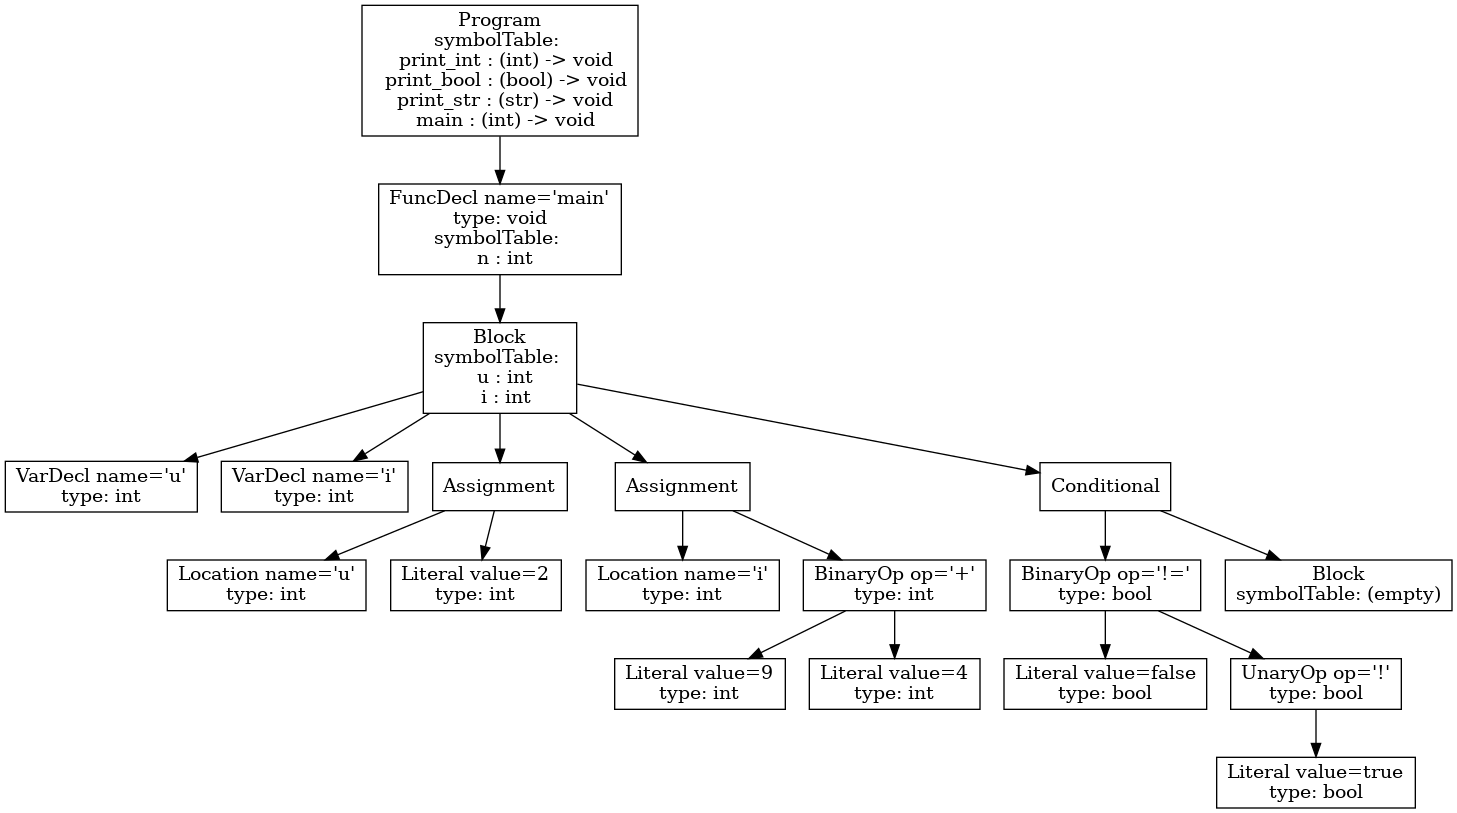 Program
symbolTable:
print_int : (int) -> void
print_bool : (bool) -> void
print_str : (str) -> void
main : (int) -> void
FuncDecl name='main'
type: void
symbolTable:
n : int
Block
symbolTable:
u : int
i : int
VarDecl name='u'
type: int
VarDecl name='i'
type: int
Assignment
Assignment
Conditional
Location name='u'
type: int
Literal value=2
type: int
Location name='i'
type: int
BinaryOp op='+'
type: int
BinaryOp op='!='
type: bool
Block
symbolTable: (empty)
Literal value=9
type: int
Literal value=4
type: int
Literal value=false
type: bool
UnaryOp op='!'
type: bool
Literal value=true
type: bool